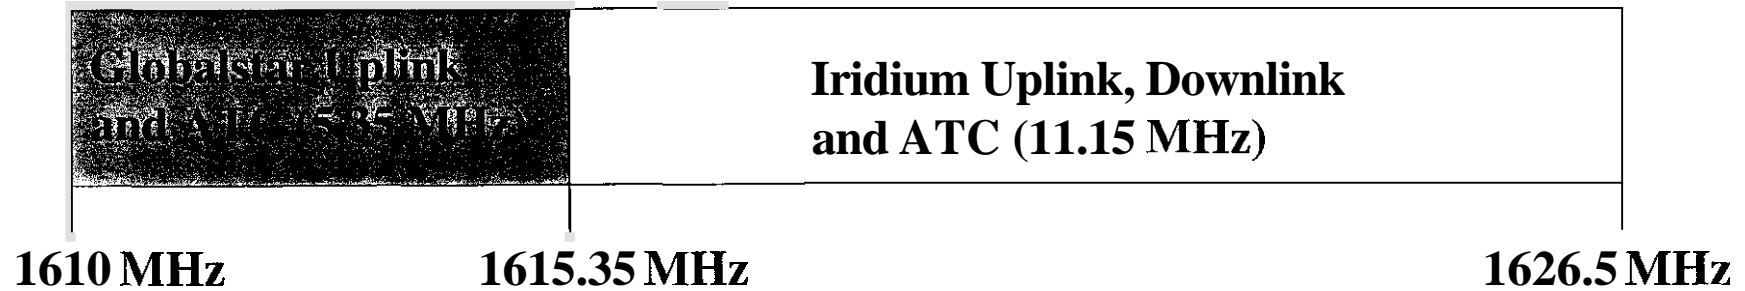 Globalstar Uplink
and ATC (5.35 MHz)
Iridium Uplink, Downlink
and ATC (11.15 MHz)
1610 MHz
1615.35 MHz
1626.5 MHz